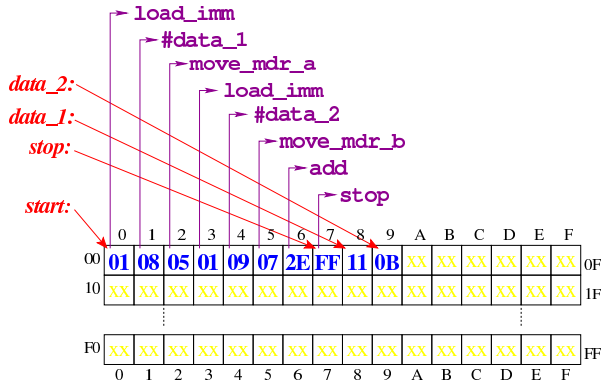 load_imm
#data_1
move_mdr_a
data_2:
load_imm
data_1:
#data_2
stop:
move_mdr_b
add
stop
start:
0 1 2 3 4 5 6 7 8 9 A B C D E F
00 01 08 05 01 09 07 2E FF 11 0B xx xx xx xx xx xx 0F
10 xx xx xx xx xx xx xx xx xx xx xx xx xx xx xx xx 1F
F0 xx xx xx xx xx xx xx xx xx xx xx xx xx xx xx xx FF
0 1 2 3 4 5 6 7 8 9 A B C D E F